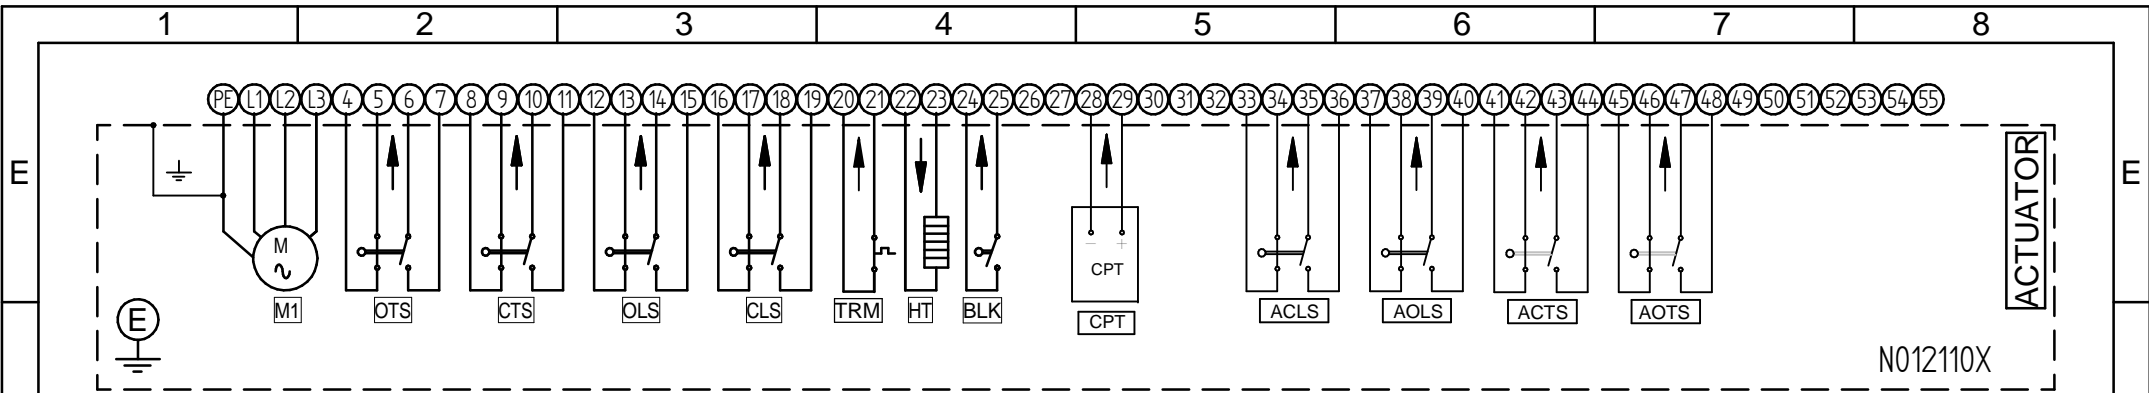 1 2 3 4 5 6 7 8
PE L1 L2 L3 4 5 6 7 8 9 10 11 12 13 14 15 16 17 18 19 20 21 22 23 24 25 26 27 28 29 30 31 32 33 34 35 36 37 38 39 40 41 42 43 44 45 46 47 48 49 50 51 52 53 54 55
E
E
ACTUATOR
M
- +
CPT
M1 OTS CTS OLS CLS TRM HT BLK CPT ACLS AOLS ACTS AOTS
E
N012110X